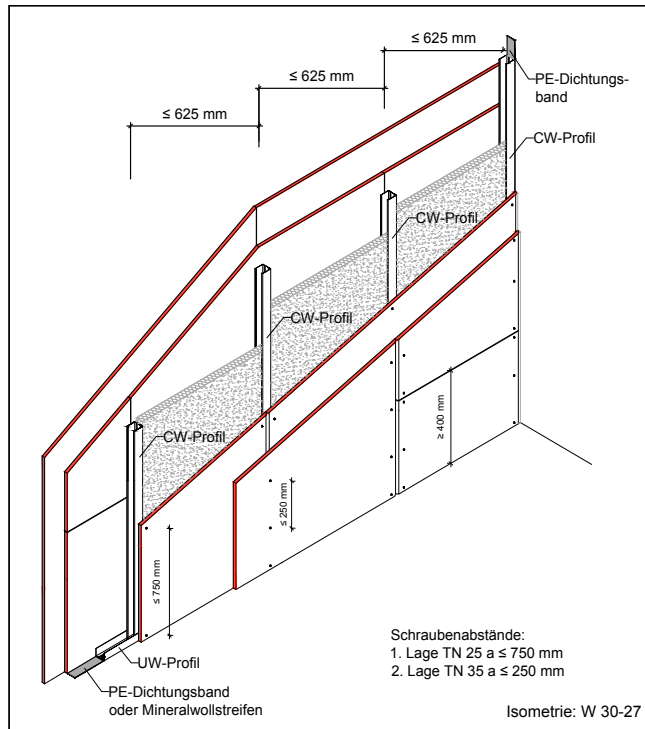 ≤ 625 mm
≤ 625 mm
≤ 625 mm
PE-Dichtungs-
band
CW-Profil
CW-Profil
CW-Profil
CW-Profil
≥ 400 mm
≤ 250 mm
≤ 750 mm
UW-Profil
PE-Dichtungsband
oder Mineralwollstreifen
Schraubenabstände:
1. Lage TN 25 a ≤ 750 mm
2. Lage TN 35 a ≤ 250 mm
Isometrie: W 30-27